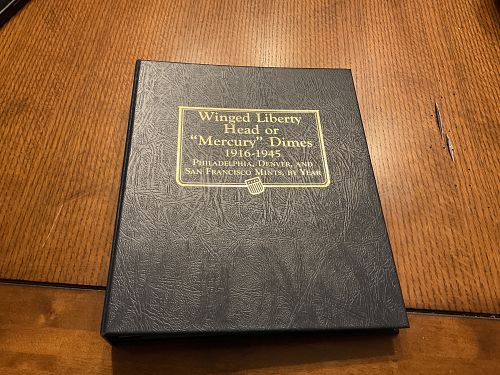 Winged Liberty
Head or
“Mercury” Dimes
1916-1945
Philadelphia, Denver, and
San Francisco Mints, by Year